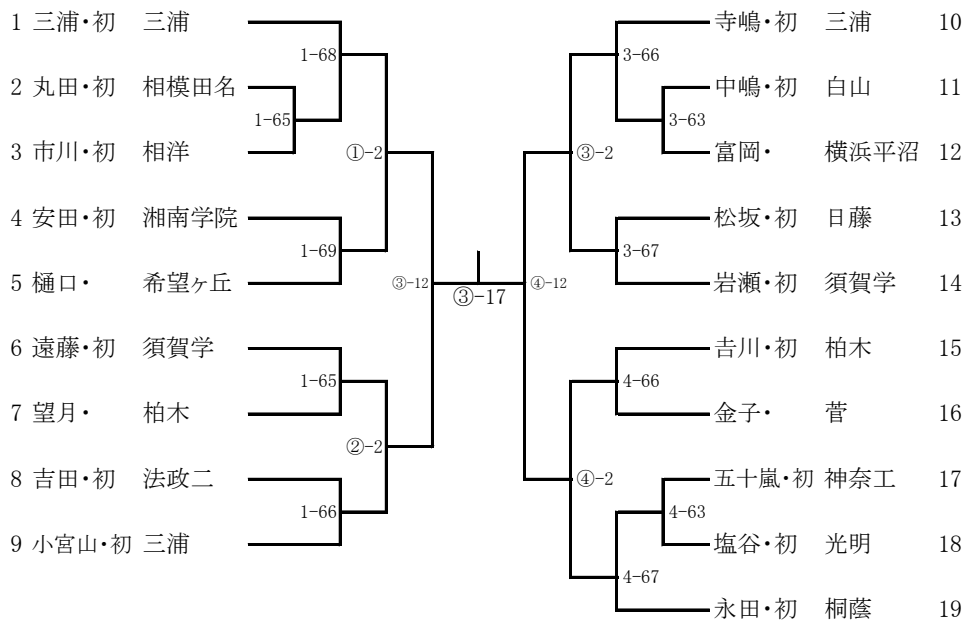 1 三浦・初 三浦
1-68
2 丸田・初 相模田名
1-65
3 市川・初 相洋
①-2
4 安田・初 湘南学院
1-69
5 樋口・ 希望ヶ丘
③-12
6 遠藤・初 須賀学
1-65
7 望月・ 柏木
②-2
8 吉田・初 法政二
1-66
9 小宮山・初 三浦
③-17
寺嶋・初 三浦 10
3-66
中嶋・初 白山 11
3-63
富岡・ 横浜平沼 12
③-2
松坂・初 日藤 13
3-67
岩瀬・初 須賀学 14
④-12
𠮷川・初 柏木 15
4-66
金子・ 菅 16
④-2
五十嵐・初 神奈工 17
4-63
塩谷・初 光明 18
4-67
永田・初 桐蔭 19